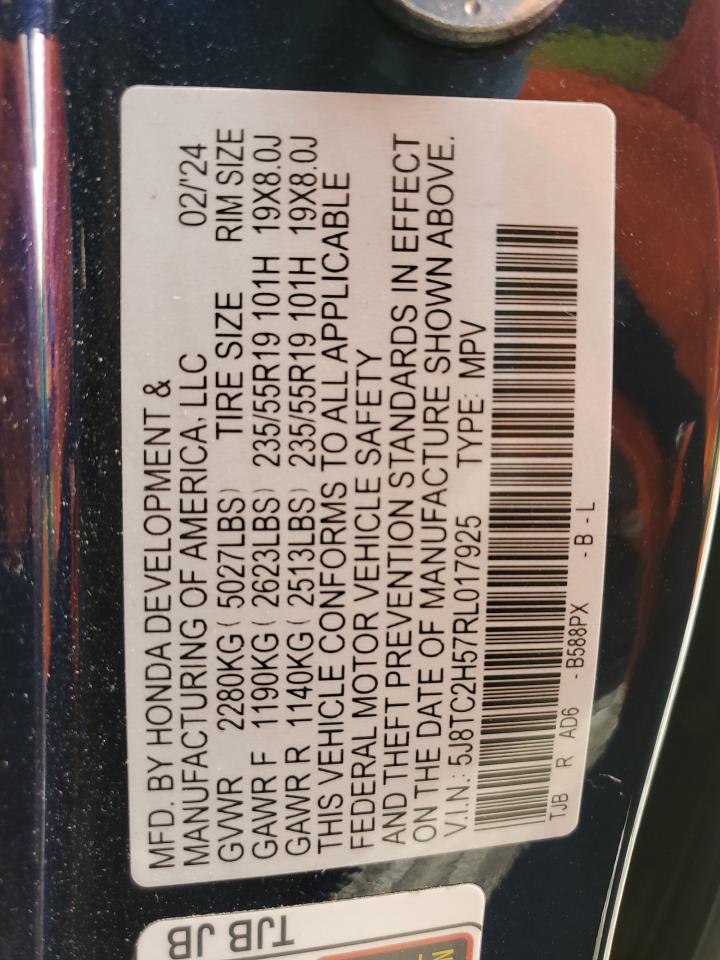 MFD. BY HONDA DEVELOPMENT &
MANUFACTURING OF AMERICA, LLC 02/'24
GVWR 2280KG ( 5027LBS) TIRE SIZE RIM SIZE
GAWR F 1190KG ( 2623LBS) 235/55R19 101H 19X8.0J
GAWR R 1140KG ( 2513LBS) 235/55R19 101H 19X8.0J
THIS VEHICLE CONFORMS TO ALL APPLICABLE
FEDERAL MOTOR VEHICLE SAFETY
AND THEFT PREVENTION STANDARDS IN EFFECT
ON THE DATE OF MANUFACTURE SHOWN ABOVE.
V.I.N.: 5J8TC2H57RL017925 TYPE: MPV
TJB R AD6 - B588PX - B - L
TJB JB